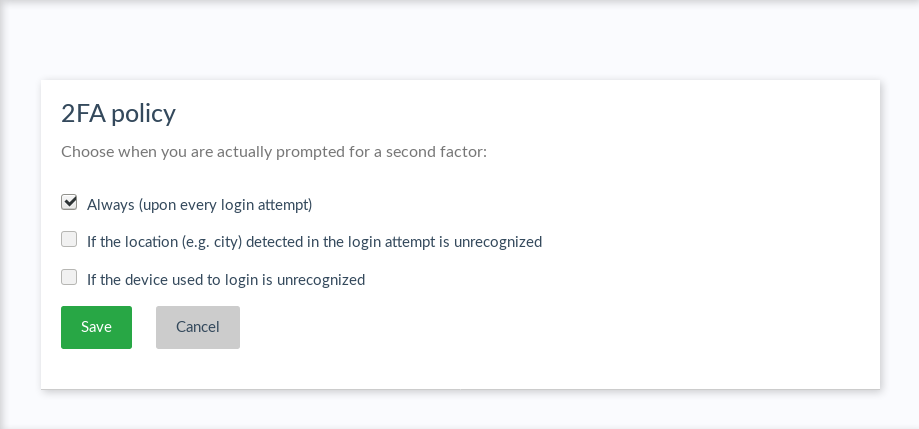 2FA policy
Choose when you are actually prompted for a second factor:
Always (upon every login attempt)
If the location (e.g. city) detected in the login attempt is unrecognized
If the device used to login is unrecognized
Save Cancel